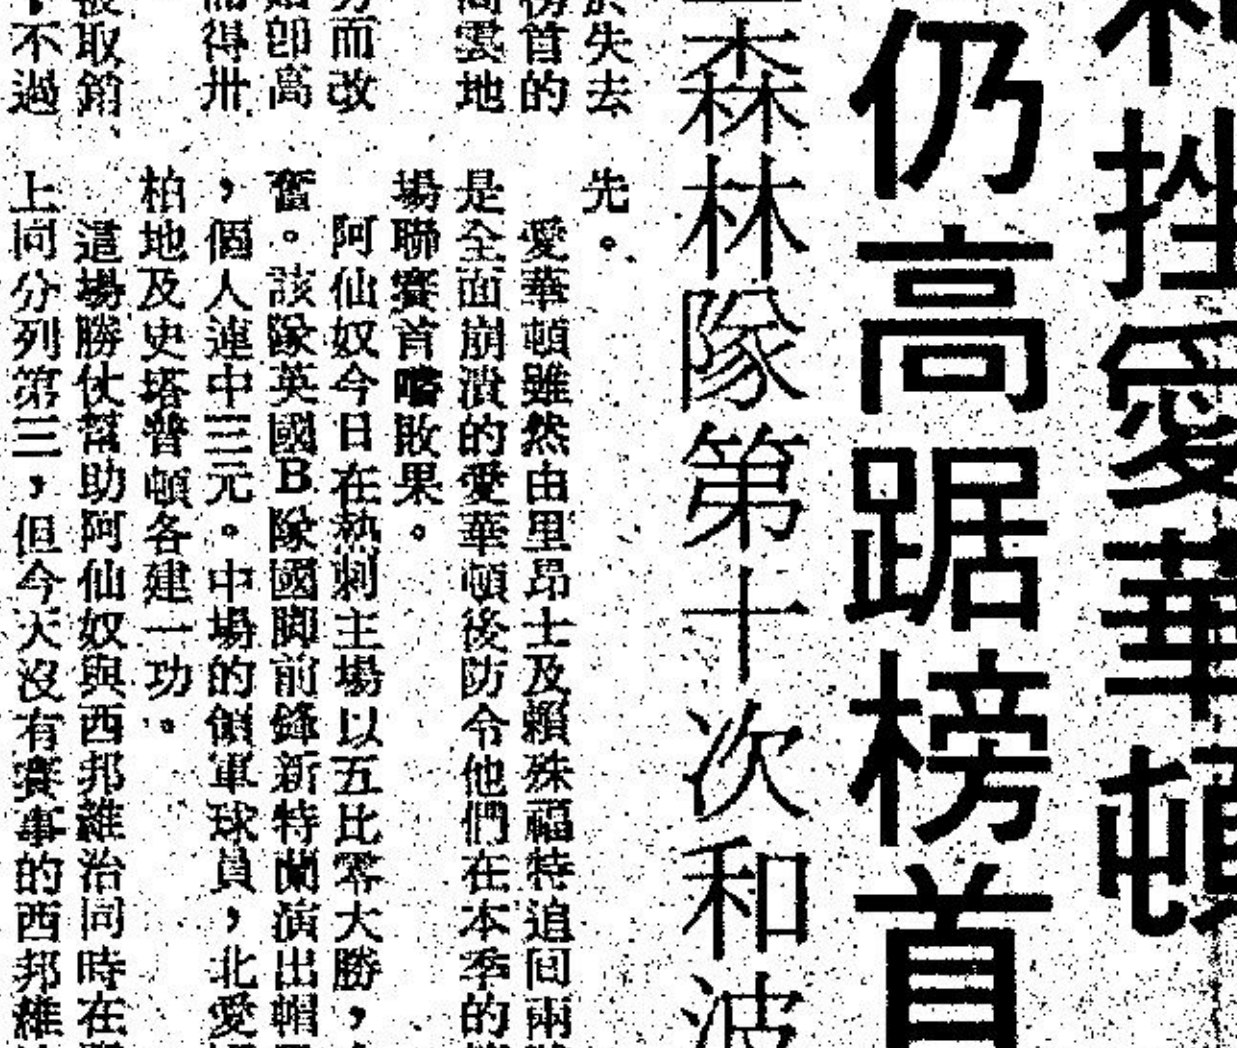 挫愛華頓
仍高踞榜首
森林隊第十次和波
失去
榜首的
雲地
而改
即高
得卅
被取銷、
，不過
先。
愛華頓雖然由里昂士及賴殊福特追回兩
是全面崩潰的愛華頓後防令他們在本季的
場聯賽首嚐敗果。
阿仙奴今日在熱刺主場以五比零大勝，
奮。該隊英國B隊國脚前鋒新特蘭演出帽
，個人連中三元。中場的領軍球員，北愛
柏地及史塔普頓各建一功。
這場勝仗幫助阿仙奴與西邦維治同時在
上同分列第三，但今天沒有賽事的西邦維